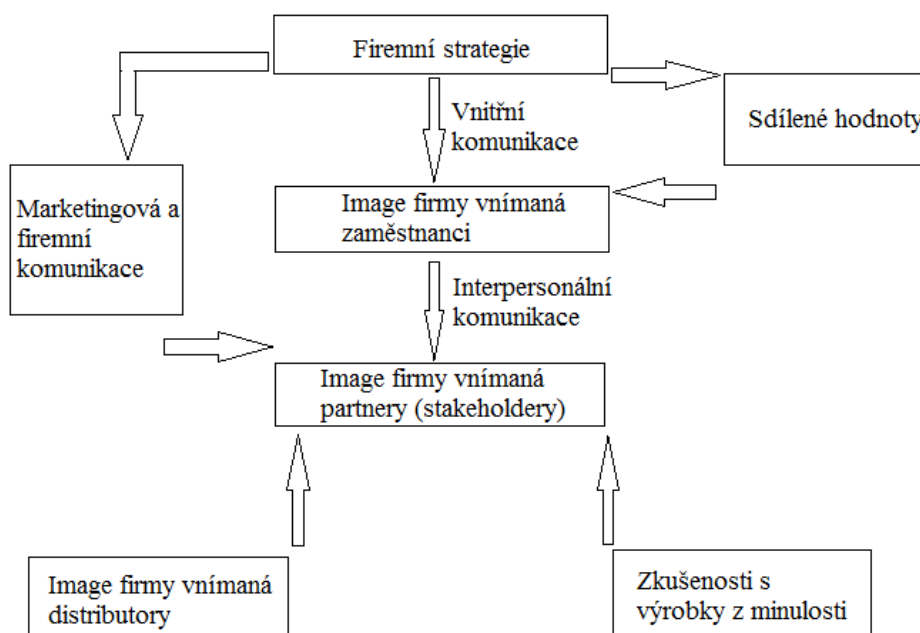 Firemní strategie
Vnitřní
komunikace
Sdílené hodnoty
Marketingová a
firemní
komunikace
Image firmy vnímaná
zaměstnanci
Interpersonální
komunikace
Image firmy vnímaná
partnery (stakeholdery)
Image firmy vnímaná
distributory
Zkušenosti s
výrobky z minulosti